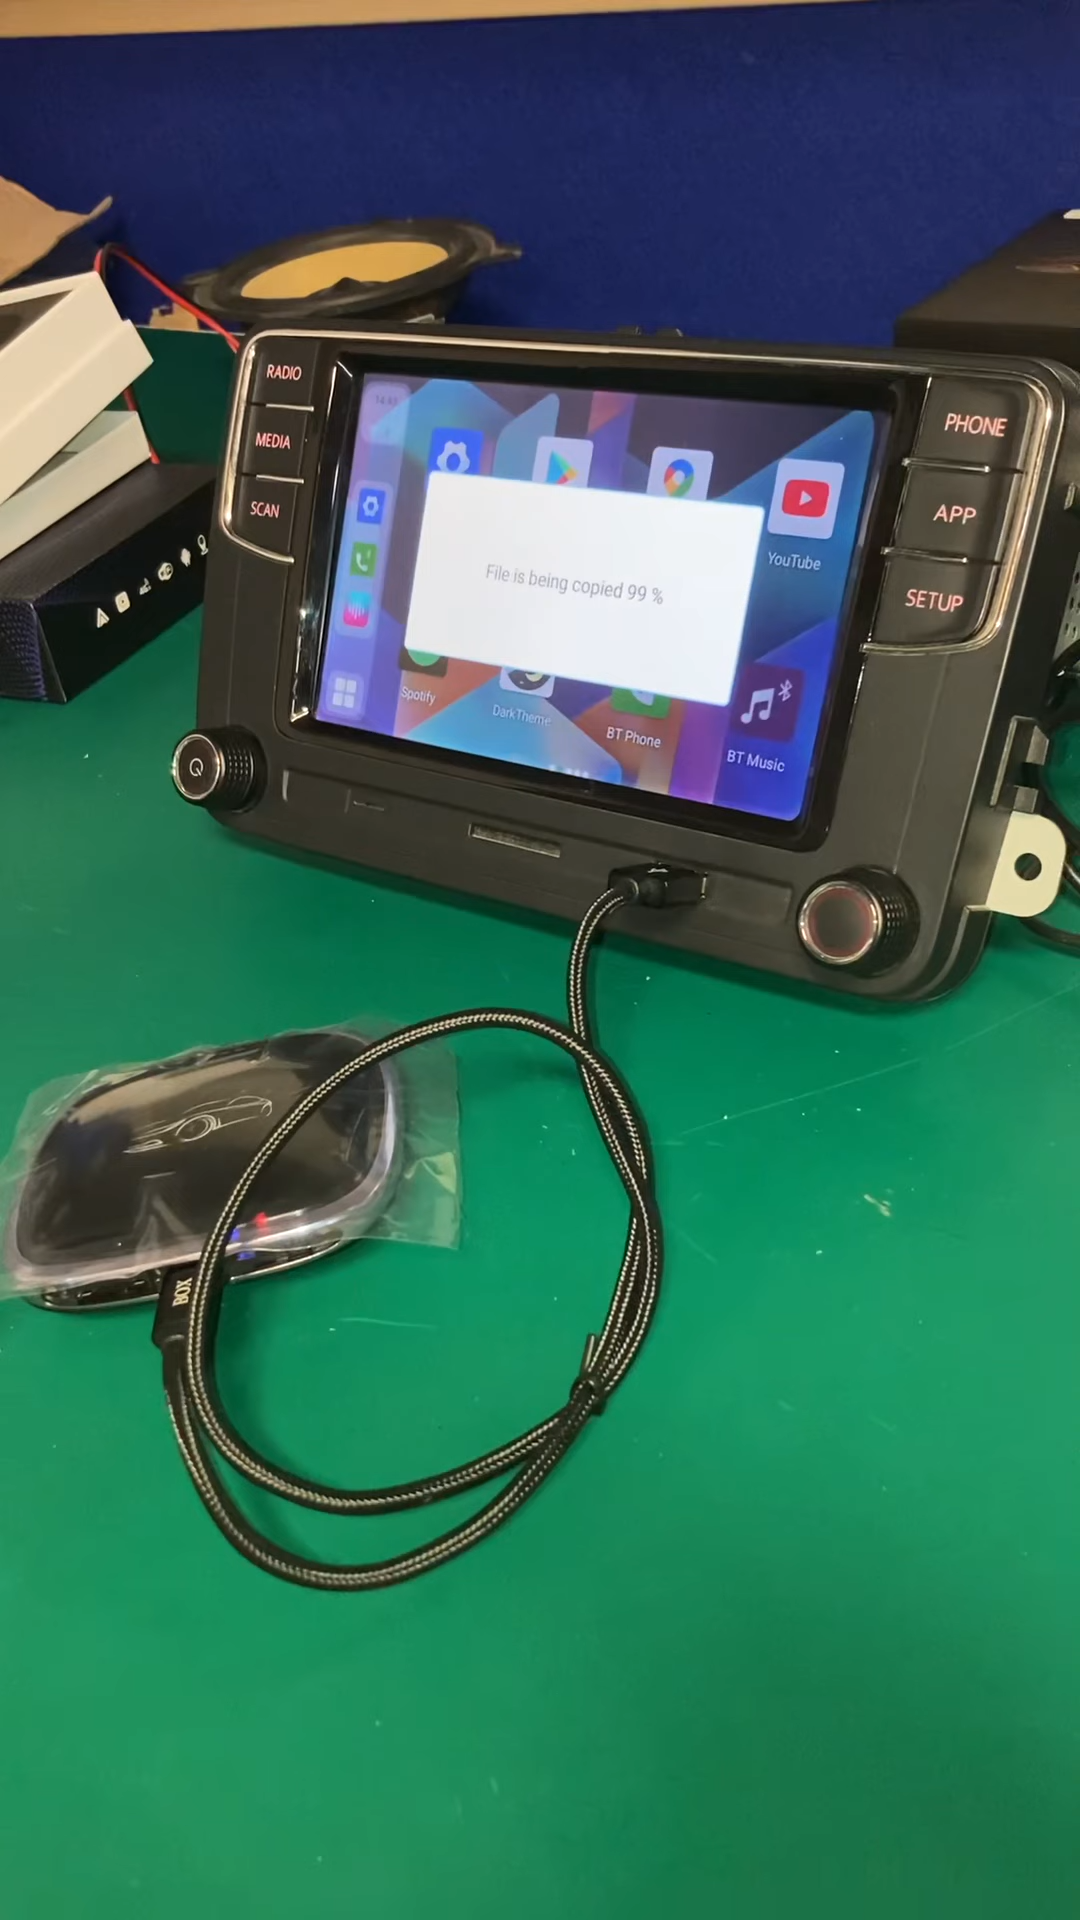 RADIO
MEDIA
SCAN
PHONE
APP
SETUP
YouTube
File is being copied 99 %
Spotify
DarkTheme
BT Phone
BT Music
BOX